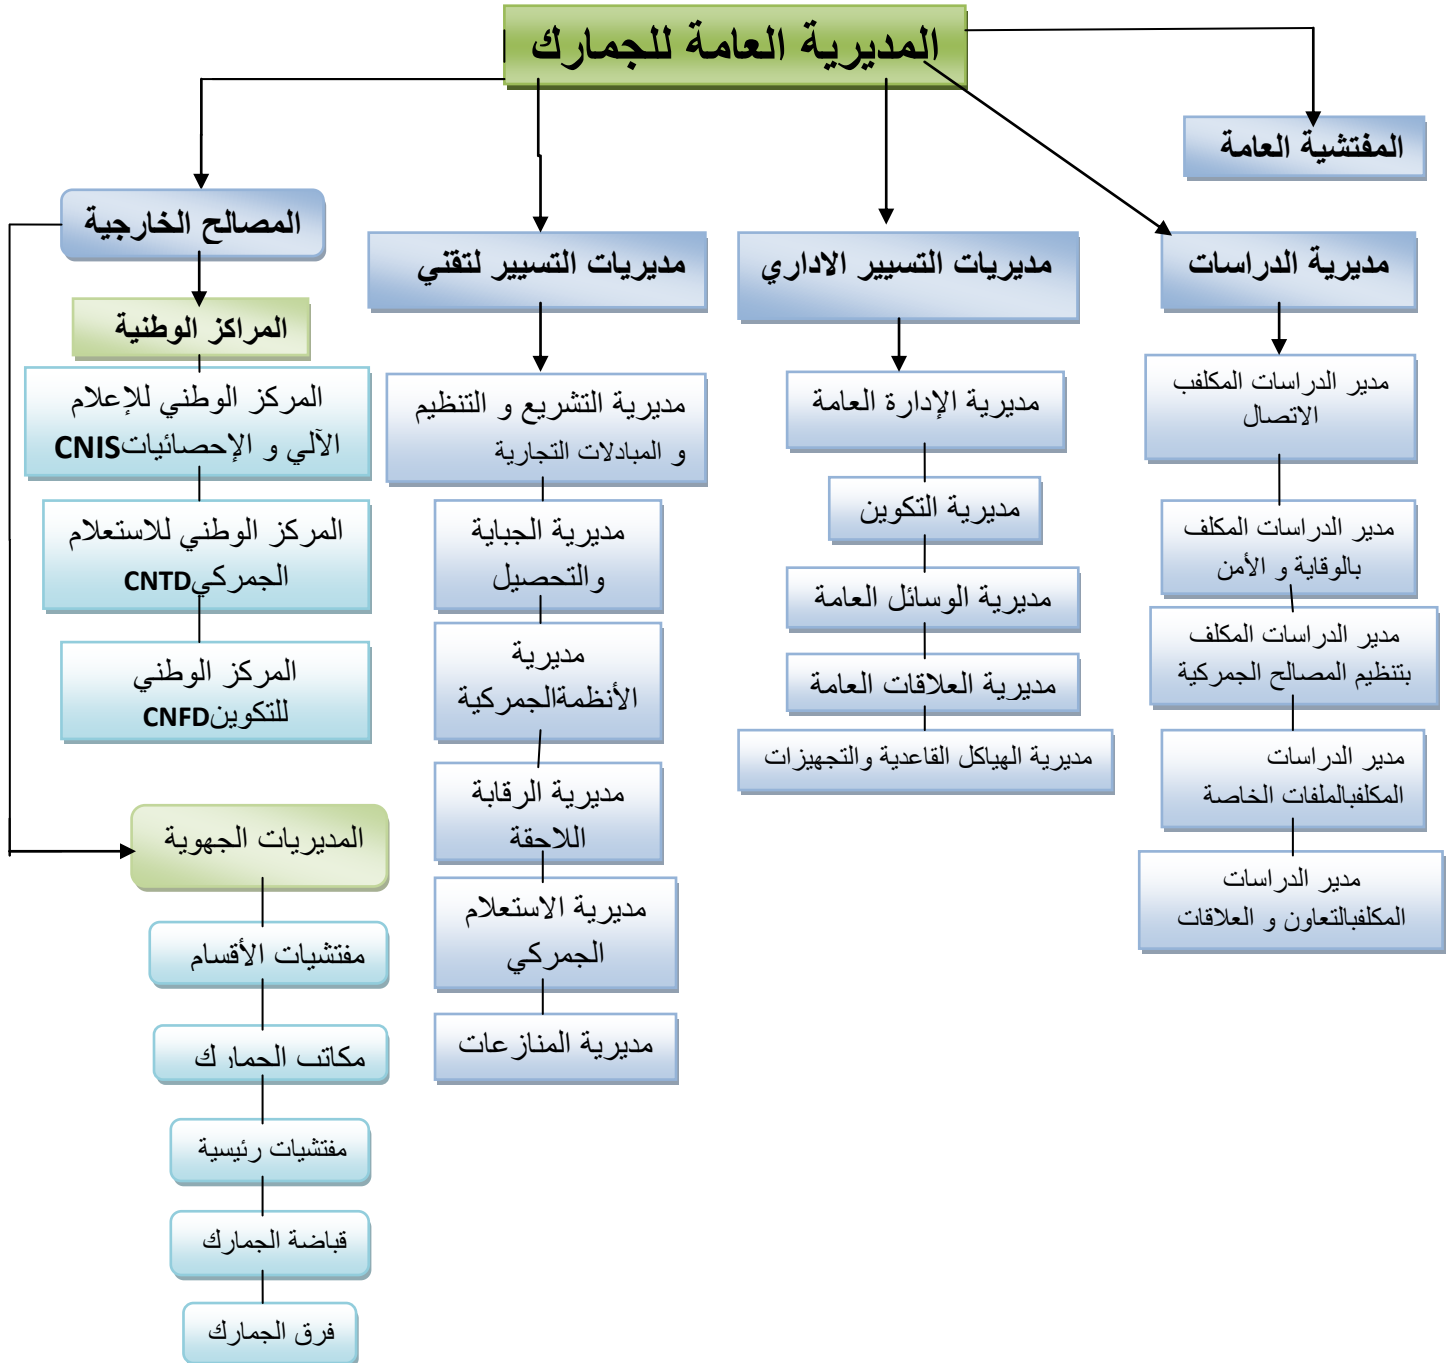 المديرية العامة للجمارك
المفتشية العامة
مديرية الدراسات
مدير الدراسات المكلفب
الاتصال
مدير الدراسات المكلف
بالوقاية و الأمن
مدير الدراسات المكلف
بتنظيم المصالح الجمركية
مدير الدراسات
المكلفبالملفات الخاصة
مدير الدراسات
المكلفبالتعاون و العلاقات
مديريات التسيير الاداري
مديرية الإدارة العامة
مديرية التكوين
مديرية الوسائل العامة
مديرية العلاقات العامة
مديرية الهياكل القاعدية والتجهيزات
مديريات التسيير لتقني
مديرية التشريع و التنظيم
و المبادلات التجارية
مديرية الجباية
والتحصيل
مديرية
الأنظمةالجمركية
مديرية الرقابة
اللاحقة
مديرية الاستعلام
الجمركي
مديرية المنازعات
المصالح الخارجية
المراكز الوطنية
المركز الوطني للإعلام
الآلي و الإحصائياتCNIS
المركز الوطني للاستعلام
الجمركيCNTD
المركز الوطني
للتكوينCNFD
المديريات الجهوية
مفتشيات الأقسام
مكاتب الجمارك
مفتشيات رئيسية
قباضة الجمارك
فرق الجمارك